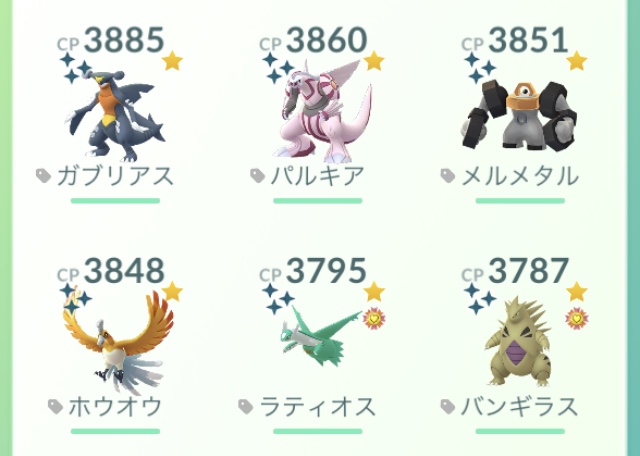 CP 3885
CP 3860
CP 3851
ガブリアス
パルキア
メルメタル
CP 3848
CP 3795
CP 3787
ホウオウ
ラティオス
バンギラス